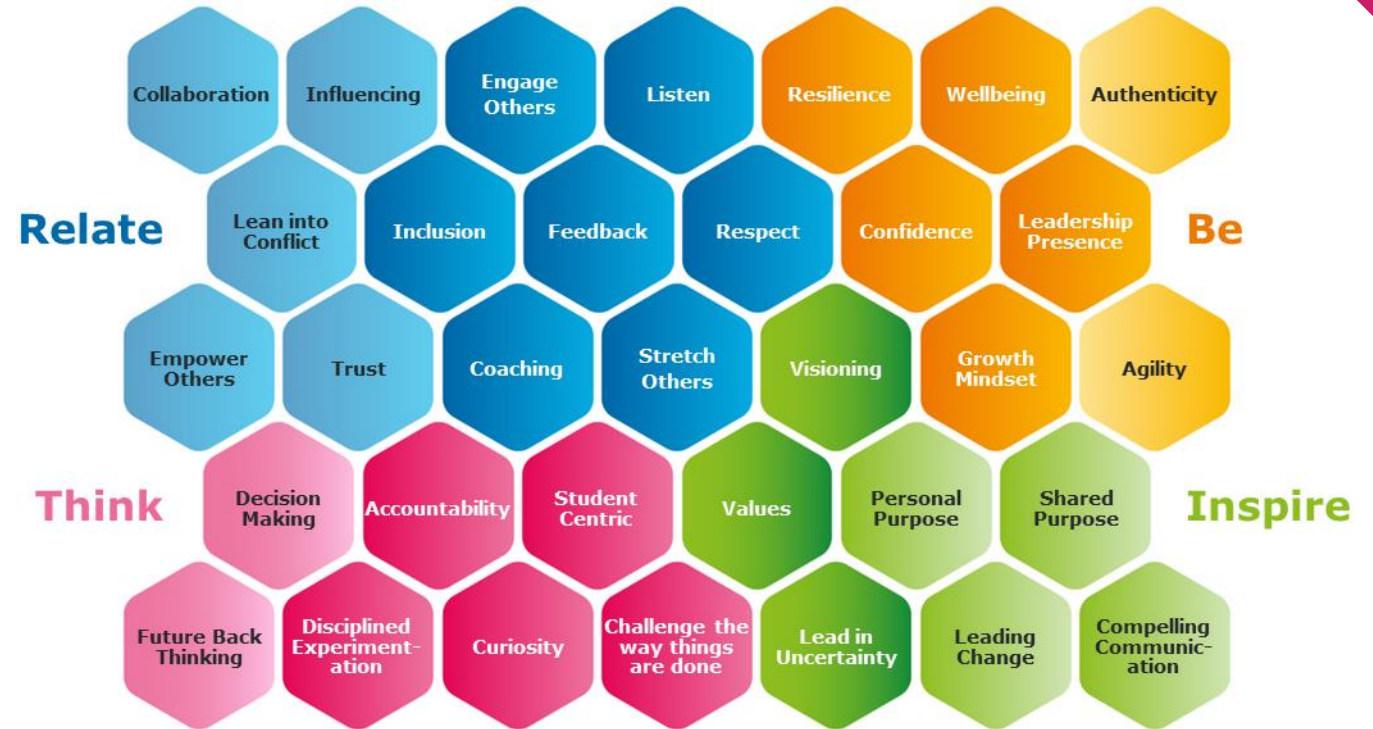 Collaboration
Influencing
Engage
Others
Listen
Resilience
Wellbeing
Authenticity
Relate
Lean into
Conflict
Inclusion
Feedback
Respect
Confidence
Leadership
Presence
Be
Empower
Others
Trust
Coaching
Stretch
Others
Visioning
Growth
Mindset
Agility
Think
Decision
Making
Accountability
Student
Centric
Values
Personal
Purpose
Shared
Purpose
Inspire
Future Back
Thinking
Disciplined
Experiment-
ation
Curiosity
Challenge the
way things
are done
Lead in
Uncertainty
Leading
Change
Compelling
Communic-
ation